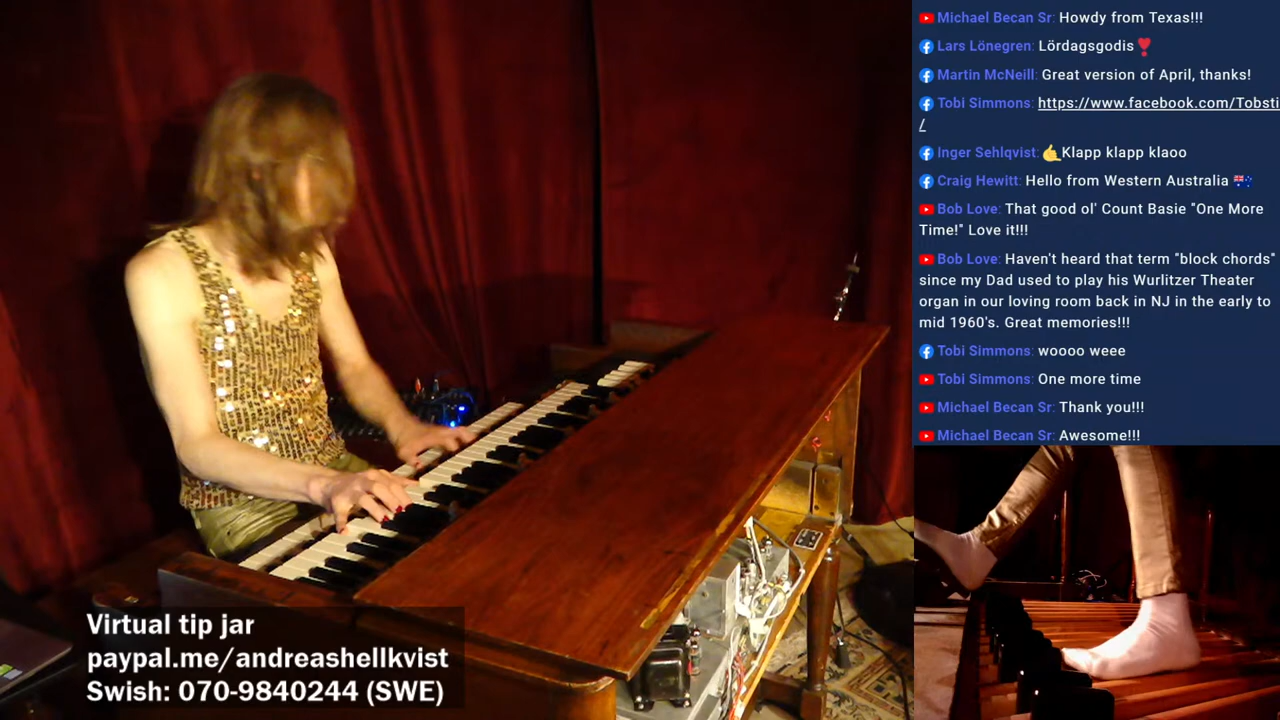 Michael Becan Sr: Howdy from Texas!!!
Lars Lönegren: Lördagsgodis❣
Martin McNeill: Great version of April, thanks!
Tobi Simmons: https://www.facebook.com/Tobsti
/
Inger Sehlqvist: 🤙Klapp klapp klaoo
Craig Hewitt: Hello from Western Australia 🇦🇺
Bob Love: That good ol' Count Basie "One More
Time!" Love it!!!
Bob Love: Haven't heard that term "block chords"
since my Dad used to play his Wurlitzer Theater
organ in our loving room back in NJ in the early to
mid 1960's. Great memories!!!
Tobi Simmons: woooo weee
Tobi Simmons: One more time
Michael Becan Sr: Thank you!!!
Michael Becan Sr: Awesome!!!
Virtual tip jar
paypal.me/andreashellkvist
Swish: 070-9840244 (SWE)